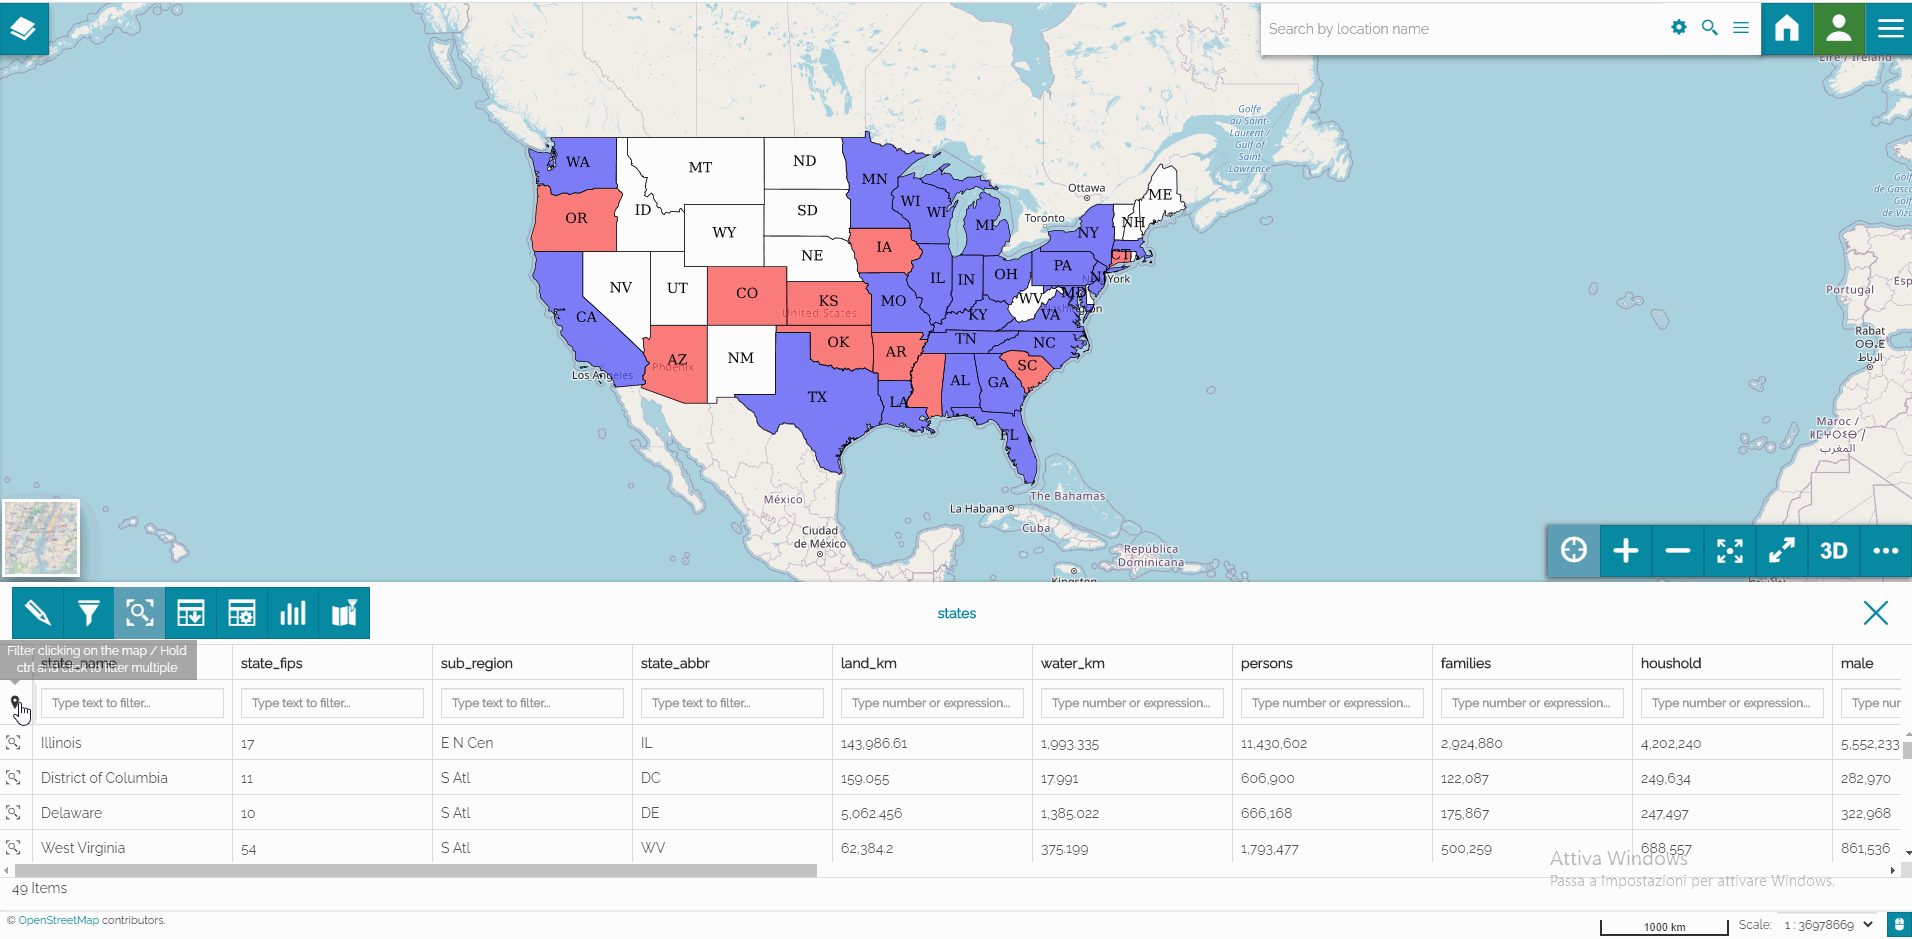 Search by location name
Eire / Ireland
Golfe
du Saint-
Laurent /
Gulf of
Saint
Lawrence
Ottawa
Toronto
WA
MT
ND
MN
OR
ID
SD
WI
WI
MI
ME
NH
NY
WY
IA
CT
NE
PA
NV
UT
CO
KS
United States
MO
IL
IN
OH
WV
MD
NJ
York
CA
KY
VA
TN
NC
OK
AR
AZ
Phoenix
NM
SC
Los Angeles
TX
LA
AL
GA
FL
Portugal
Esp
Rabat
ⵔⴱⴰⵟ
الرباط
Maroc /
المغرب
México
Ciudad
de México
La Habana
The Bahamas
Cuba
República
Dominicana
Kingston
3D
states
Filter clicking on the map / Hold
ctrl and click to filter multiple
state_name state_fips sub_region state_abbr land_km water_km persons families houshold male
Type text to filter... Type text to filter... Type text to filter... Type text to filter... Type number or expression... Type number or expression... Type number or expression... Type number or expression... Type number or expression... Type nur
Illinois 17 E N Cen IL 143,986.61 1,993.335 11,430,602 2,924,880 4,202,240 5,552,233
District of Columbia 11 S Atl DC 159.055 17.991 606,900 122,087 249,634 282,970
Delaware 10 S Atl DE 5,062.456 1,385.022 666,168 175,867 247,497 322,968
West Virginia 54 S Atl WV 62,384.2 375.199 1,793,477 500,259 688,557 861,536
Attiva Windows
Passa a Impostazioni per attivare Windows.
49 Items
© OpenStreetMap contributors.
1000 km
Scale: 1 : 36978669